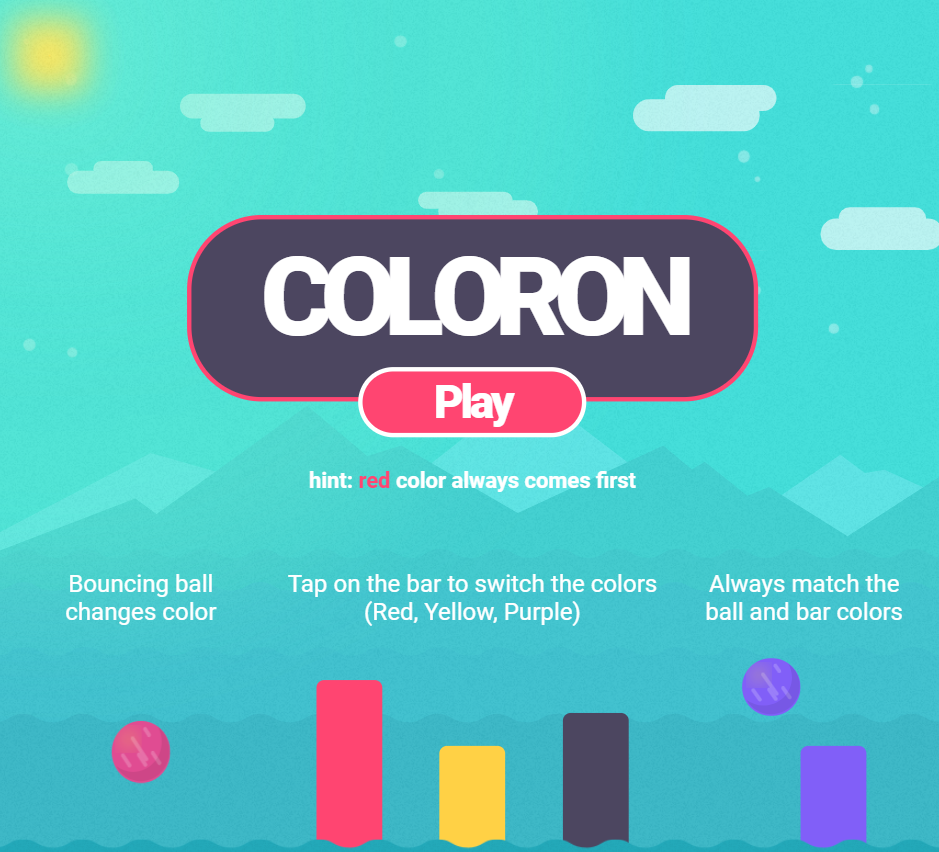 COLORON
Play
hint: red color always comes first
Bouncing ball
changes color
Tap on the bar to switch the colors
(Red, Yellow, Purple)
Always match the
ball and bar colors